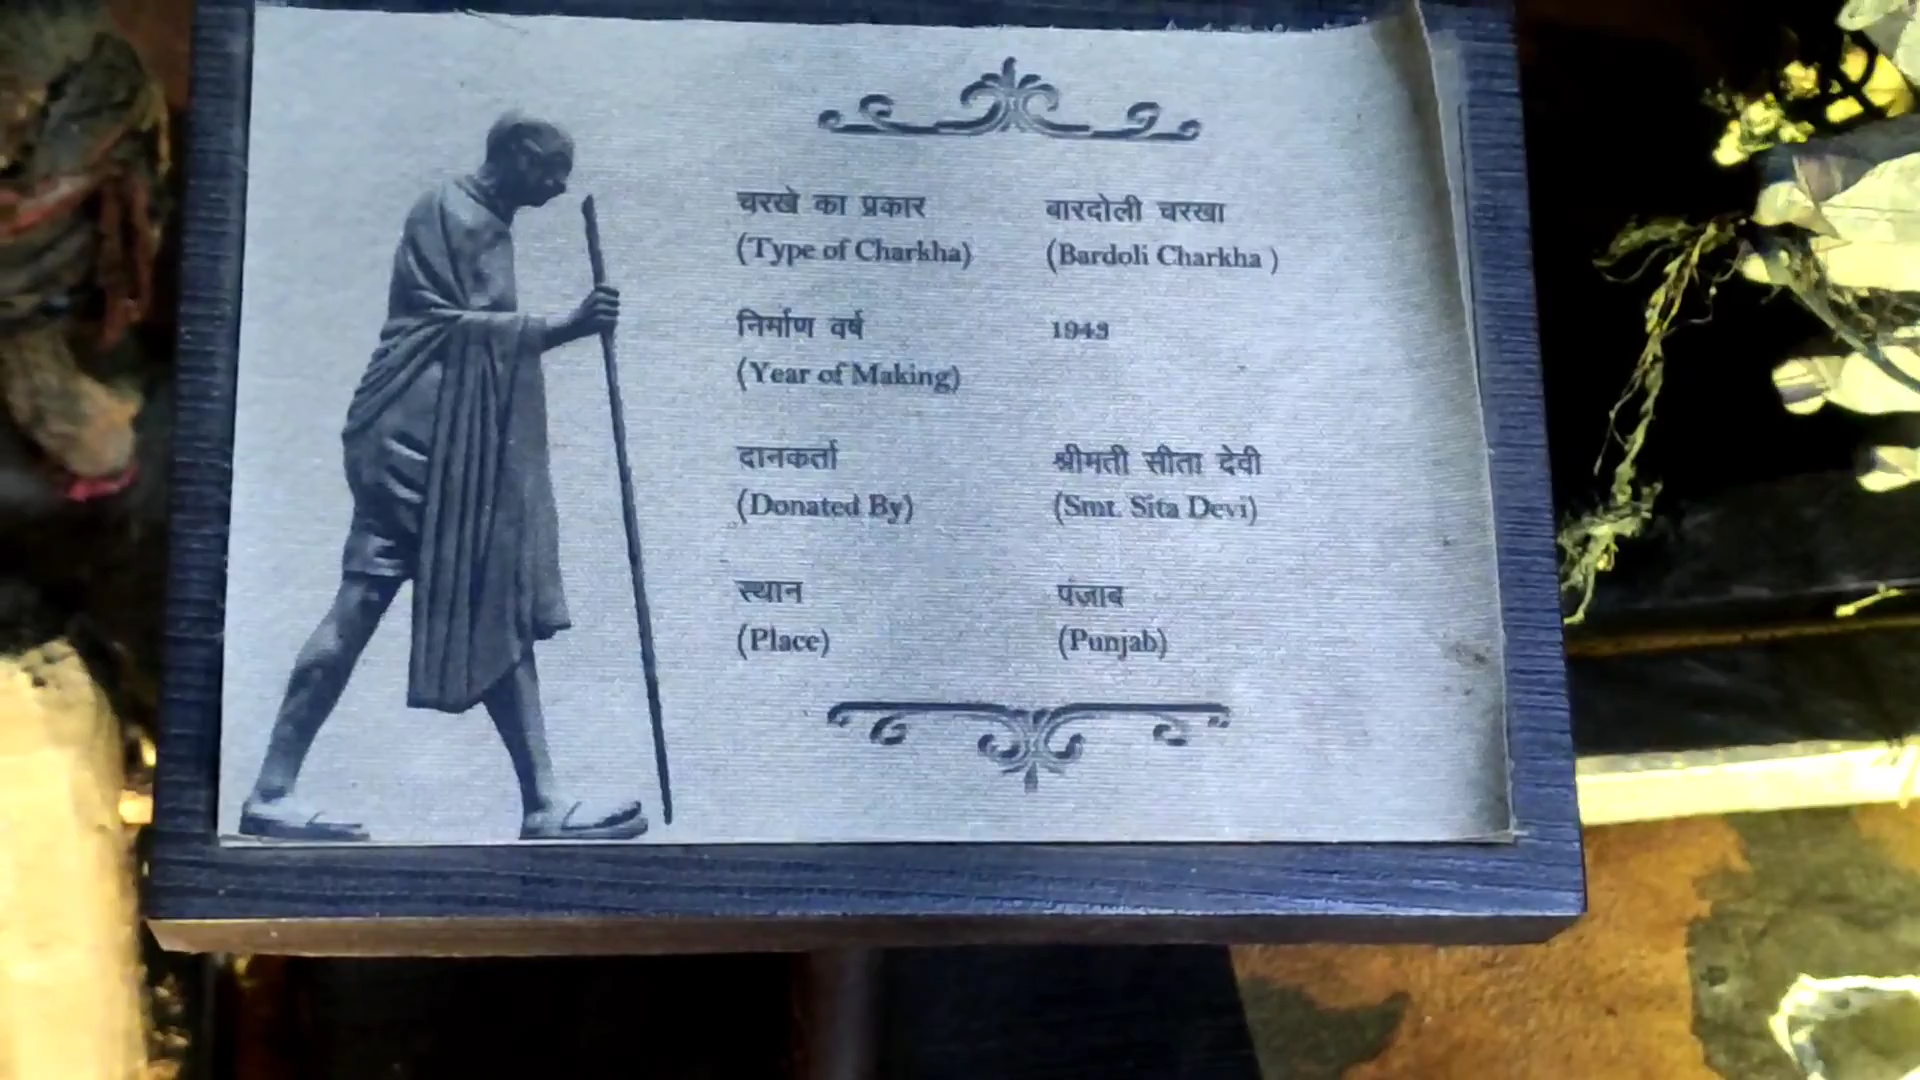 चरखे का प्रकार बारदोली चरखा
(Type of Charkha) (Bardoli Charkha )
निर्माण वर्ष
(Year of Making)
दानकर्ता श्रीमती सीता देवी
(Donated By) (Smt. Sita Devi)
स्थान पंजाब
(Place) (Punjab)